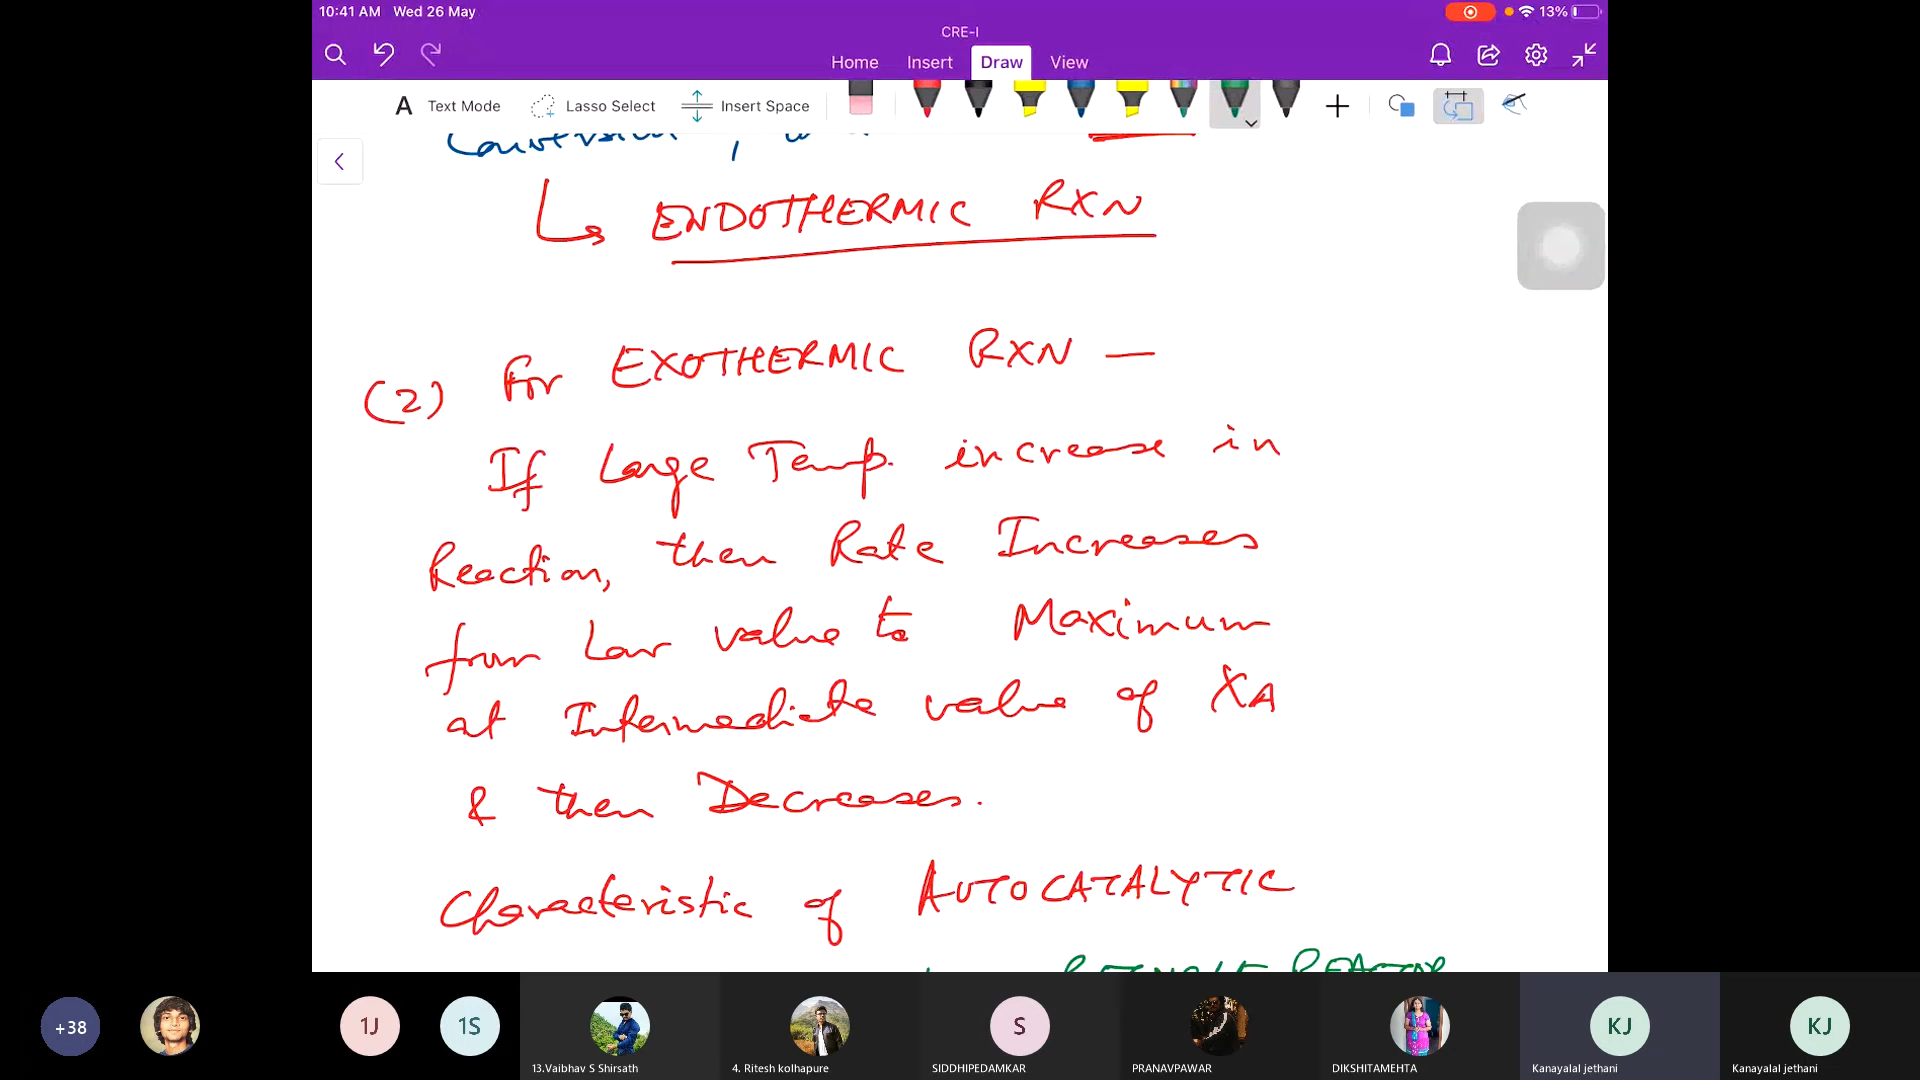 10:41 AM Wed 26 May
13%
CRE-I
Home Insert Draw View
A Text Mode Lasso Select Insert Space
Conversion,
ENDOTHERMIC RXN
(2) For EXOTHERMIC RXN —
If Large Temp. increase in
Reaction, then Rate Increases
from Low value to Maximum
at Intermediate value of XA
& then Decreases.
Characteristic of AUTOCATALYTIC
REACTOR
+38
1J
1S
13.Vaibhav S Shirsath
4. Ritesh kolhapure
S
SIDDHIPEDAMKAR
PRANAVPAWAR
DIKSHITAMEHTA
KJ
Kanayalal jethani
KJ
Kanayalal jethani